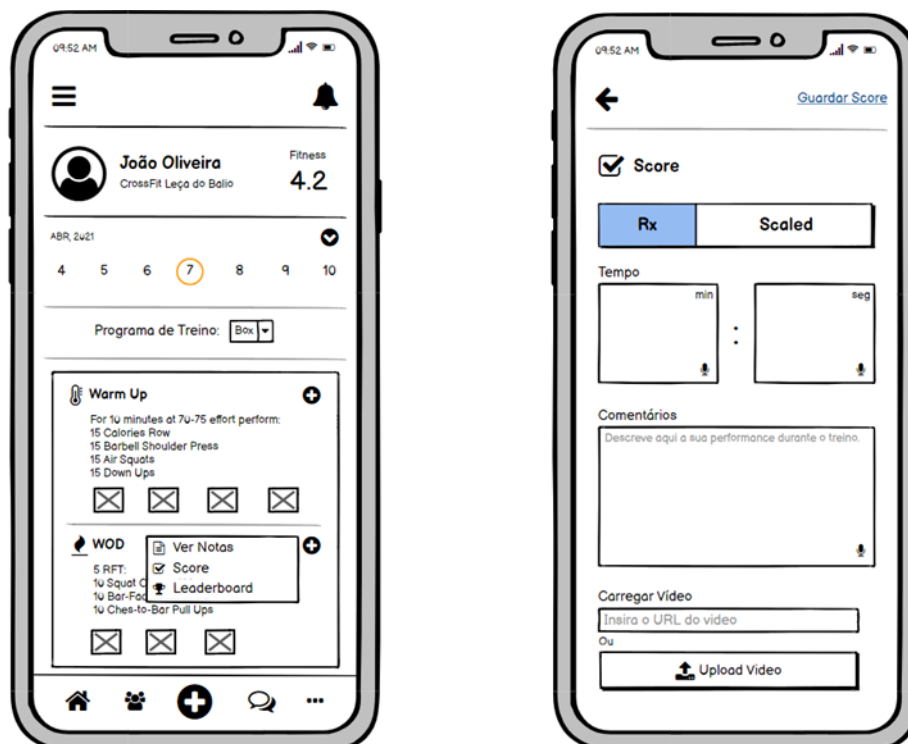 09:52 AM
João Oliveira
CrossFit Leça do Balio
Fitness
4.2
ABR, 2021
4 5 6 7 8 9 10
Programa de Treino: Box
Warm Up
For 10 minutes at 70-75 effort perform:
15 Calories Row
15 Barbell Shoulder Press
15 Air Squats
15 Down Ups
WOD
5 RFT:
10 Squat C
10 Bar-Fac
10 Ches-to-Bar Pull Ups
Ver Notas
Score
Leaderboard
09:52 AM
Guardar Score
Score
Rx Scaled
Tempo
min
:
seg
Comentários
Descreve aqui a sua performance durante o treino.
Carregar Vídeo
Insira o URL do video
Ou
Upload Video